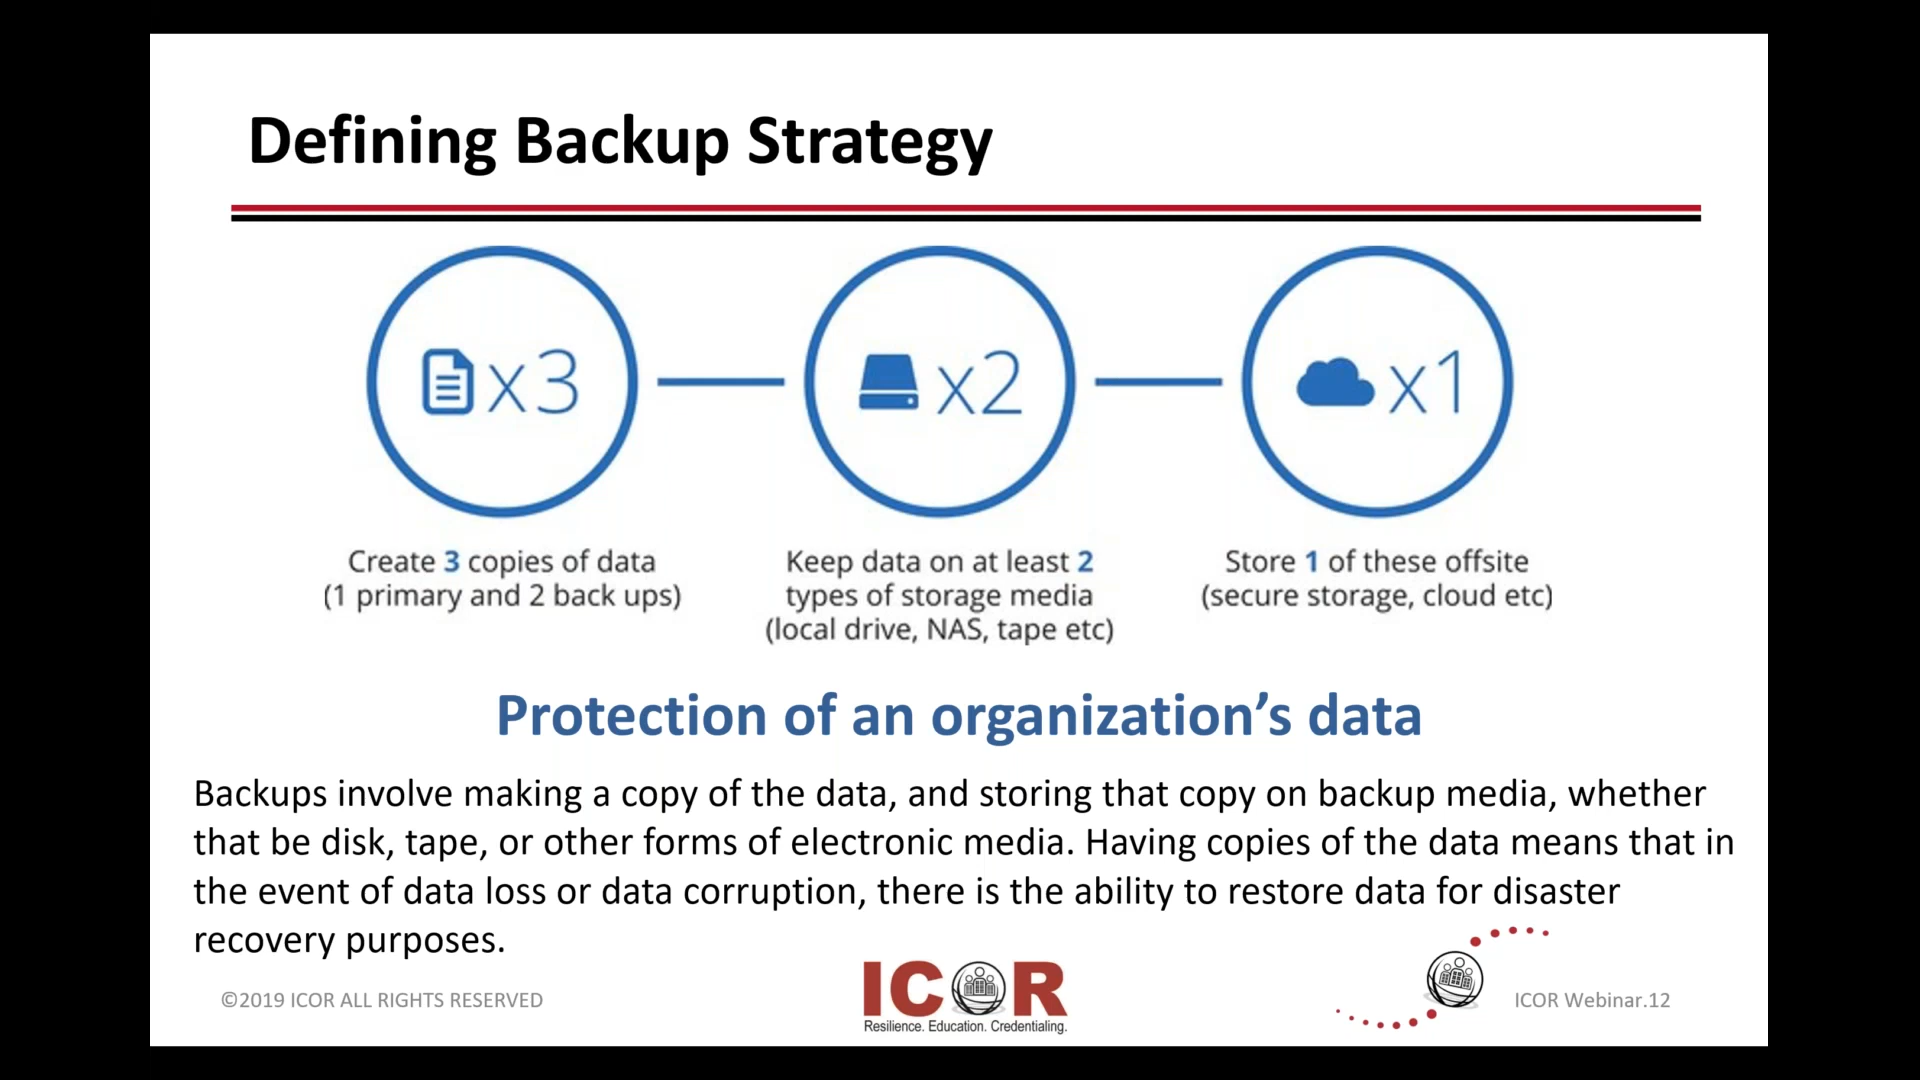 Defining Backup Strategy
x3
x2
x1
Create 3 copies of data
(1 primary and 2 back ups)
Keep data on at least 2
types of storage media
(local drive, NAS, tape etc)
Store 1 of these offsite
(secure storage, cloud etc)
Protection of an organization’s data
Backups involve making a copy of the data, and storing that copy on backup media, whether
that be disk, tape, or other forms of electronic media. Having copies of the data means that in
the event of data loss or data corruption, there is the ability to restore data for disaster
recovery purposes.
©2019 ICOR ALL RIGHTS RESERVED
ICOR
Resilience. Education. Credentialing.
ICOR Webinar.12